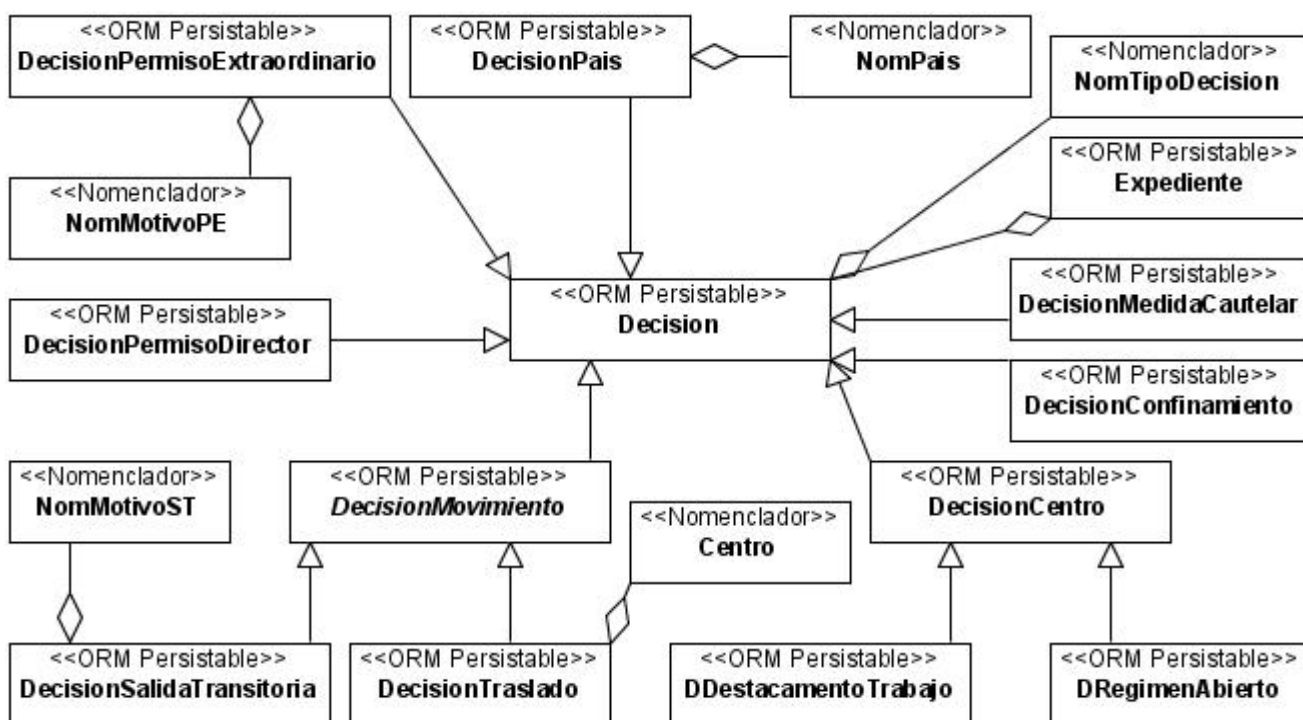 <<ORM Persistable>>
DecisionPermisoExtraordinario
<<ORM Persistable>>
DecisionPais
<<Nomenclador>>
NomPais
<<Nomenclador>>
NomTipoDecision
<<ORM Persistable>>
Expediente
<<Nomenclador>>
NomMotivoPE
<<ORM Persistable>>
Decision
<<ORM Persistable>>
DecisionMedidaCautelar
<<ORM Persistable>>
DecisionPermisoDirector
<<ORM Persistable>>
DecisionConfinamiento
<<Nomenclador>>
NomMotivoST
<<ORM Persistable>>
DecisionMovimiento
<<Nomenclador>>
Centro
<<ORM Persistable>>
DecisionCentro
<<ORM Persistable>>
DecisionSalidaTransitoria
<<ORM Persistable>>
DecisionTraslado
<<ORM Persistable>>
DDestacamentoTrabajo
<<ORM Persistable>>
DRegimenAbierto